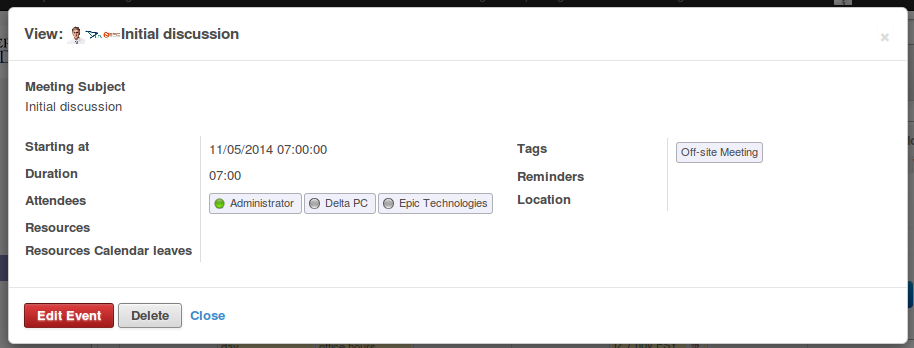 View: Initial discussion
×
Meeting Subject
Initial discussion
Starting at
11/05/2014 07:00:00
Duration
07:00
Attendees
Administrator
Delta PC
Epic Technologies
Resources
Resources Calendar leaves
Tags
Off-site Meeting
Reminders
Location
Edit Event
Delete
Close
office hours